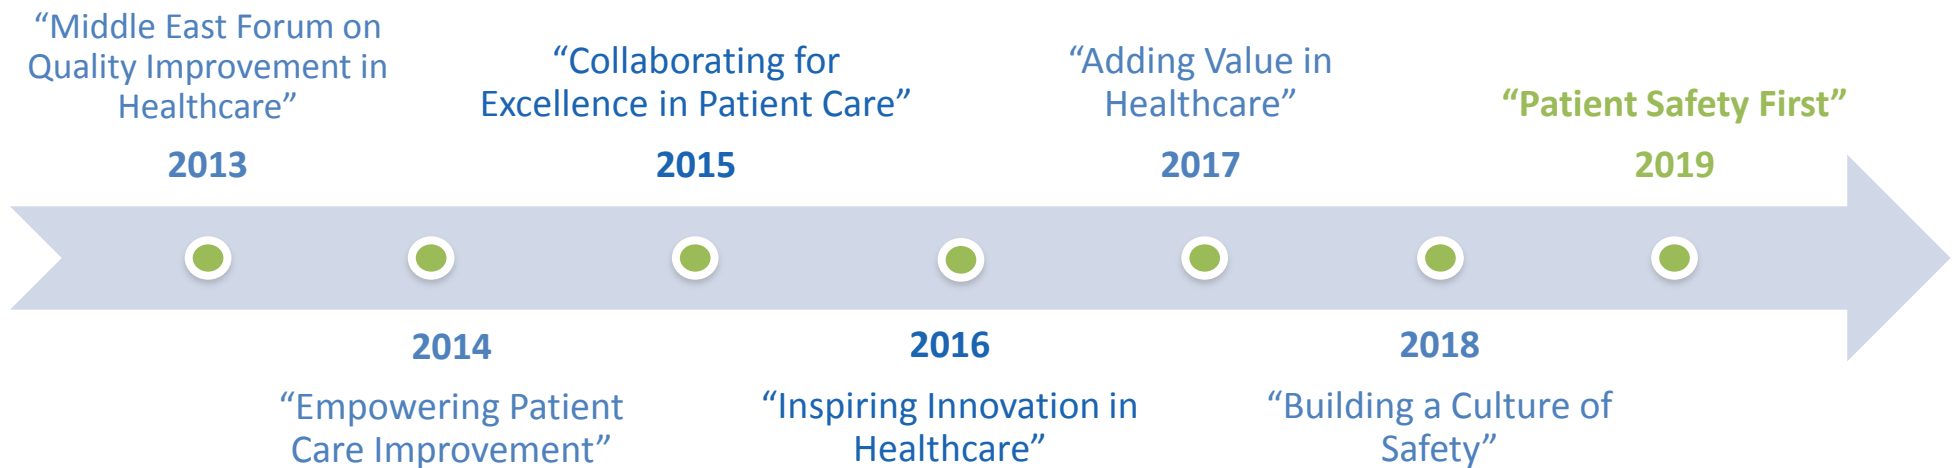 “Middle East Forum on
Quality Improvement in
Healthcare”
2013
2014
“Empowering Patient
Care Improvement”
“Collaborating for
Excellence in Patient Care”
2015
2016
“Inspiring Innovation in
Healthcare”
“Adding Value in
Healthcare”
2017
2018
“Building a Culture of
Safety”
“Patient Safety First”
2019